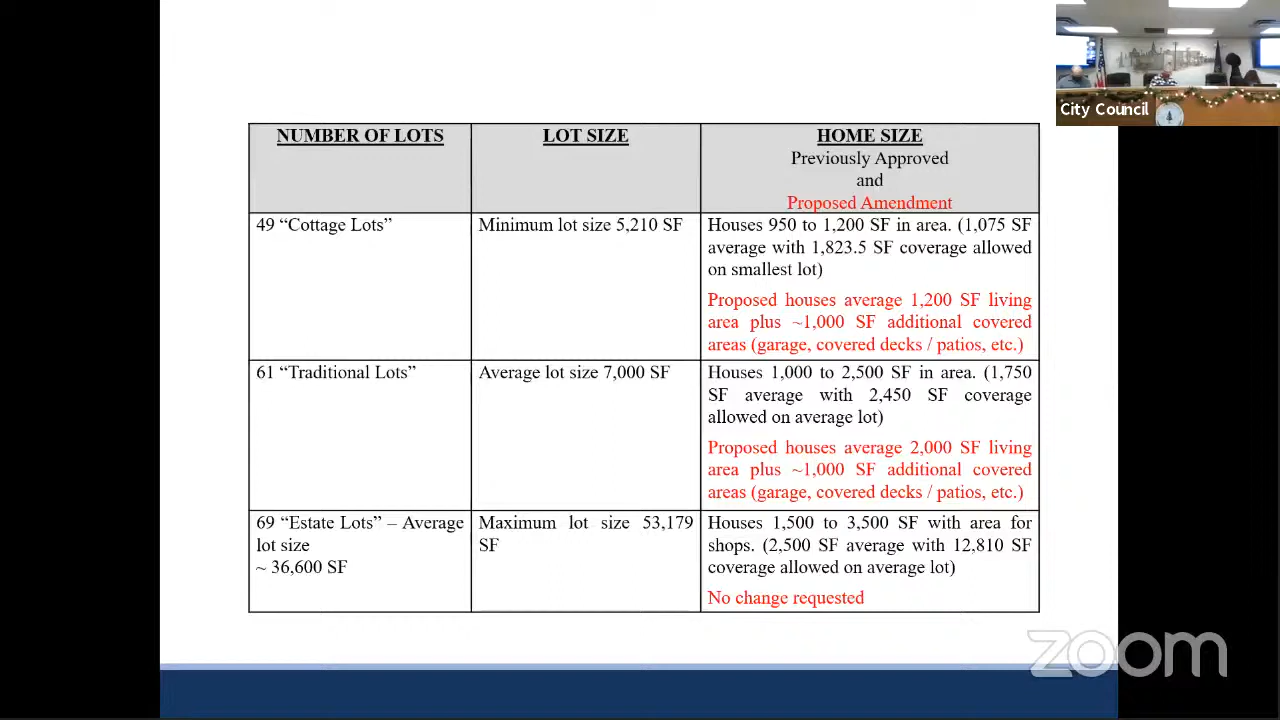 City Council
NUMBER OF LOTS
LOT SIZE
HOME SIZE
Previously Approved
and
Proposed Amendment
49 “Cottage Lots”
Minimum lot size 5,210 SF
Houses 950 to 1,200 SF in area. (1,075 SF
average with 1,823.5 SF coverage allowed
on smallest lot)
Proposed houses average 1,200 SF living
area plus ~1,000 SF additional covered
areas (garage, covered decks / patios, etc.)
61 “Traditional Lots”
Average lot size 7,000 SF
Houses 1,000 to 2,500 SF in area. (1,750
SF average with 2,450 SF coverage
allowed on average lot)
Proposed houses average 2,000 SF living
area plus ~1,000 SF additional covered
areas (garage, covered decks / patios, etc.)
69 “Estate Lots” – Average
lot size
~ 36,600 SF
Maximum lot size 53,179
SF
Houses 1,500 to 3,500 SF with area for
shops. (2,500 SF average with 12,810 SF
coverage allowed on average lot)
No change requested
zoom